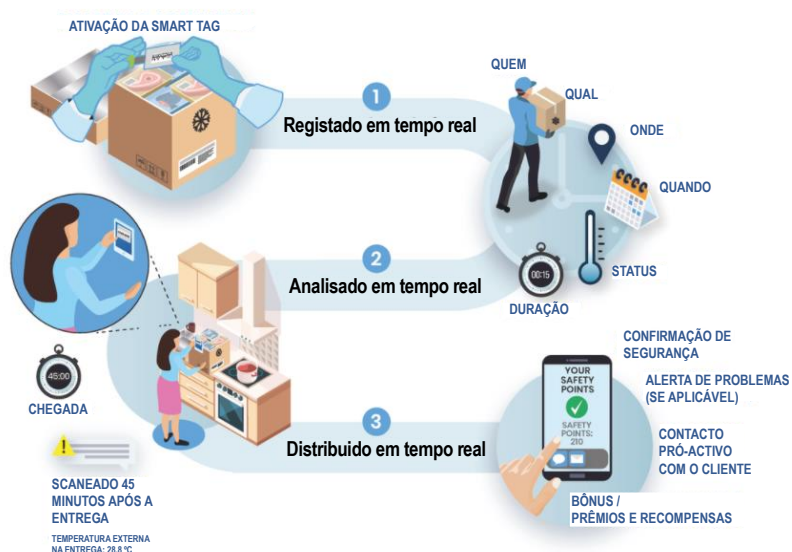 ATIVAÇÃO DA SMART TAG
1
Registado em tempo real
QUEM
QUAL
ONDE
QUANDO
STATUS
00:15
DURAÇÃO
2
Analisado em tempo real
45:00
CHEGADA
SCANEADO 45
MINUTOS APÓS A
ENTREGA
TEMPERATURA EXTERNA
NA ENTREGA: 28.8 ºC
3
Distribuido em tempo real
YOUR
SAFETY
POINTS
SAFETY
POINTS:
210
CONFIRMAÇÃO DE
SEGURANÇA
ALERTA DE PROBLEMAS
(SE APLICÁVEL)
CONTACTO
PRÓ-ACTIVO
COM O CLIENTE
BÔNUS /
PRÊMIOS E RECOMPENSAS